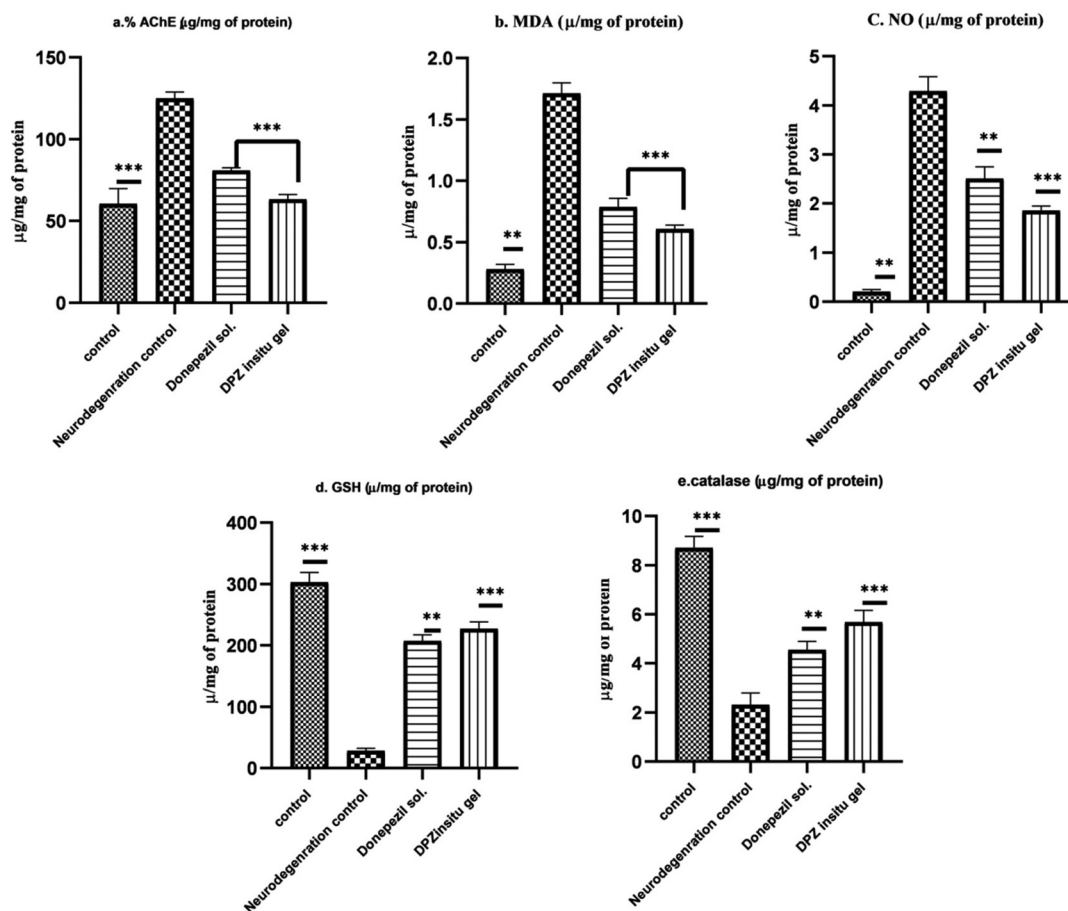 a.% AChE (µg/mg of protein)
µg/mg of protein
150
100
50
0
***
***
control
Neurodegenration control
Donepezil sol.
DPZ insitu gel
b. MDA (µ/mg of protein)
µ/mg of protein
2.0
1.5
1.0
0.5
0.0
**
***
control
Neurodegenration control
Donepezil sol.
DPZ insitu gel
C. NO (µ/mg of protein)
µ/mg of protein
5
4
3
2
1
0
**
**
***
control
Neurodegenration control
Donepezil sol.
DPZ insitu gel
d. GSH (µ/mg of protein)
µ/mg of protein
400
300
200
100
0
***
**
***
control
Neurodegenration control
Donepezil sol.
DPZinsitu gel
e.catalase (µg/mg of protein)
µg/mg of protein
10
8
6
4
2
0
***
**
***
control
Neurodegenration control
Donepezil sol.
DPZ insitu gel